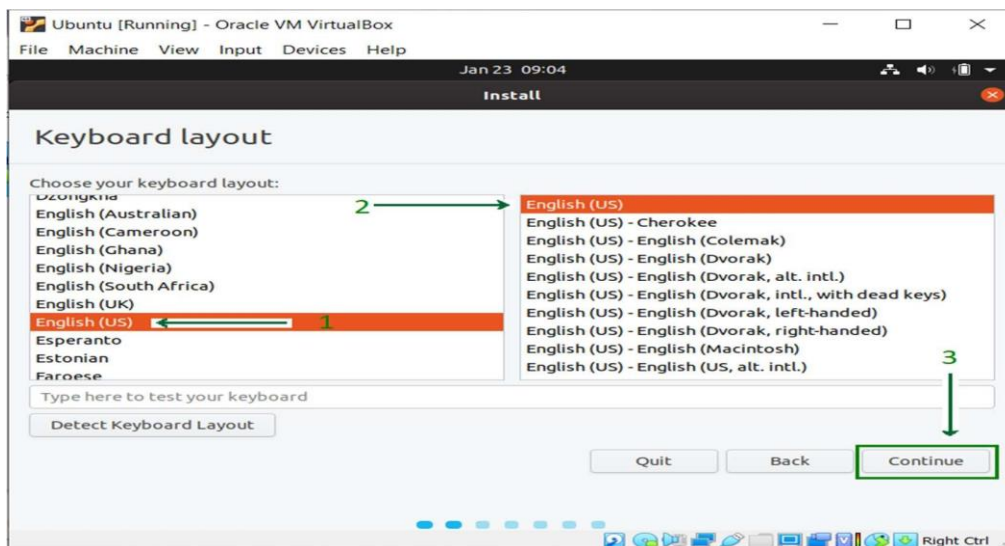 Ubuntu [Running] - Oracle VM VirtualBox
File Machine View Input Devices Help
Jan 23 09:04
Install
Keyboard layout
Choose your keyboard layout:
Dzongkha
English (Australian)
English (Cameroon)
English (Ghana)
English (Nigeria)
English (South Africa)
English (UK)
English (US) 1
Esperanto
Estonian
Faroese
2
English (US)
English (US) - Cherokee
English (US) - English (Colemak)
English (US) - English (Dvorak)
English (US) - English (Dvorak, alt. intl.)
English (US) - English (Dvorak, intl., with dead keys)
English (US) - English (Dvorak, left-handed)
English (US) - English (Dvorak, right-handed)
English (US) - English (Macintosh)
English (US) - English (US, alt. intl.)
3
Type here to test your keyboard
Detect Keyboard Layout
Quit Back Continue
Right Ctrl